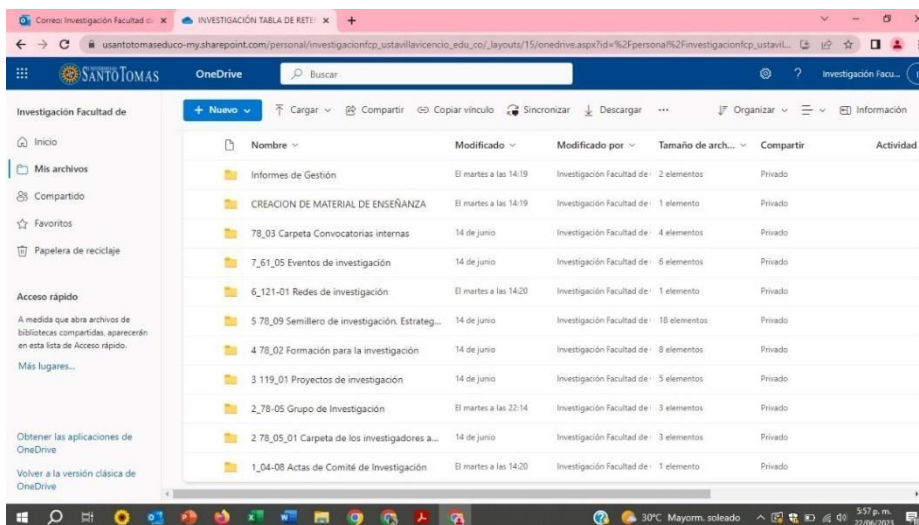 Correo: Investigación Facultad de
INVESTIGACIÓN TABLA DE RETE
usantotomaseduco-my.sharepoint.com/personal/investigacionfcp_ustavillavicencio_edu_co/_layouts/15/onedrive.aspx?id=%2Fpersonal%2Finvestigacionfcp_ustavil...
UNIVERSIDAD
SANTO TOMAS
OneDrive
Buscar
Investigación Facu...
Investigación Facultad de
+ Nuevo
Cargar
Compartir
Copiar vínculo
Sincronizar
Descargar
...
Organizar
Información
Inicio
Mis archivos
Compartido
Favoritos
Papelera de reciclaje
Acceso rápido
A medida que abra archivos de
bibliotecas compartidas, aparecerán
en esta lista de Acceso rápido.
Más lugares...
Obtener las aplicaciones de
OneDrive
Volver a la versión clásica de
OneDrive
Nombre Modificado Modificado por Tamaño de arch... Compartir Actividad
Informes de Gestión El martes a las 14:19 Investigación Facultad de 2 elementos Privado
CREACION DE MATERIAL DE ENSEÑANZA El martes a las 14:19 Investigación Facultad de 1 elemento Privado
78_03 Carpeta Convocatorias internas 14 de junio Investigación Facultad de 4 elementos Privado
7_61_05 Eventos de investigación 14 de junio Investigación Facultad de 6 elementos Privado
6_121-01 Redes de investigación El martes a las 14:20 Investigación Facultad de 1 elemento Privado
5 78_09 Semillero de investigación, Estrateg... 14 de junio Investigación Facultad de 18 elementos Privado
4 78_02 Formación para la investigación 14 de junio Investigación Facultad de 8 elementos Privado
3 119_01 Proyectos de investigación 14 de junio Investigación Facultad de 5 elementos Privado
2_78-05 Grupo de Investigación El martes a las 22:14 Investigación Facultad de 3 elementos Privado
2 78_05_01 Carpeta de los investigadores a... 14 de junio Investigación Facultad de 3 elementos Privado
1_04-08 Actas de Comité de Investigación El martes a las 14:20 Investigación Facultad de 1 elemento Privado
30°C Mayorm. soleado
5:57 p. m.
22/06/2023